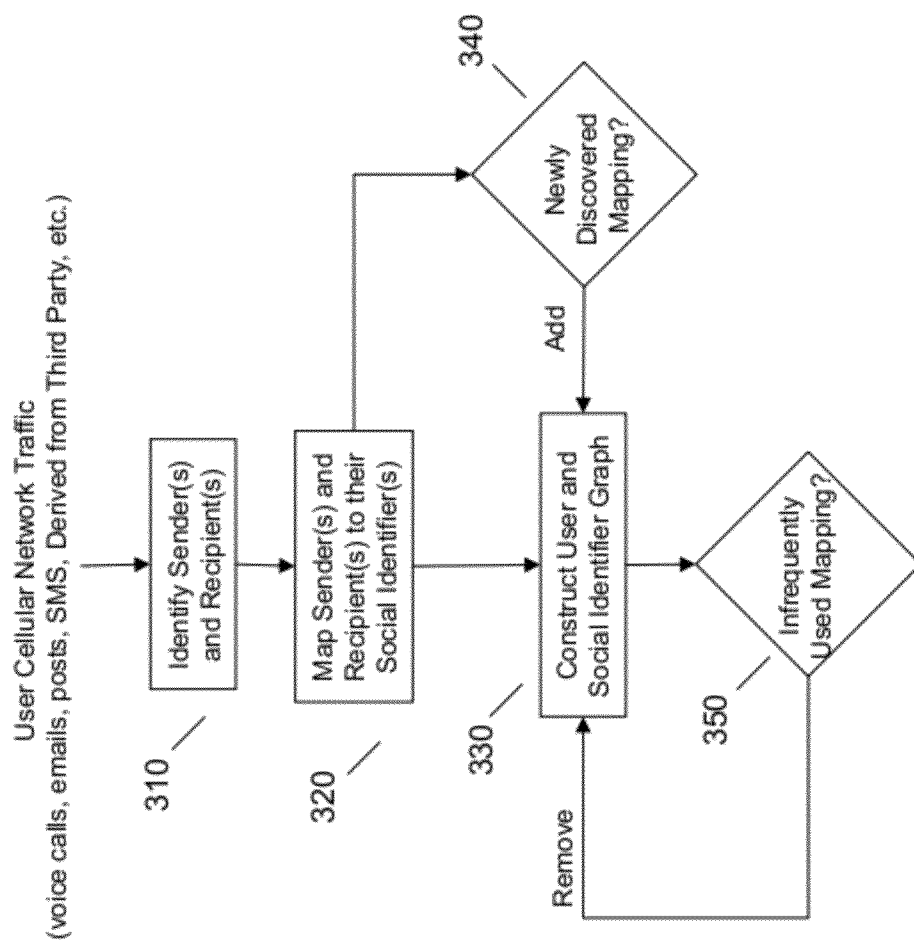 User Cellular Network Traffic
(voice calls, emails, posts, SMS, Derived from Third Party, etc.)
310
Identify Sender(s)
and Recipient(s)
320
Map Sender(s) and
Recipient(s) to their
Social Identifier(s)
340
Newly
Discovered
Mapping?
Add
330
Construct User and
Social Identifier Graph
Remove
350
Infrequently
Used Mapping?